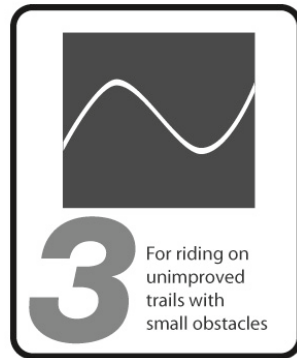 3
For riding on
unimproved
trails with
small obstacles